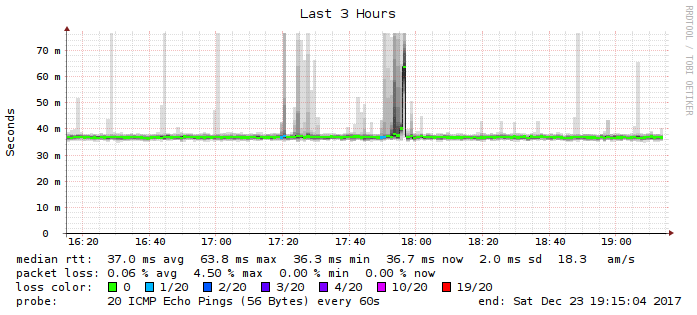 Last 3 Hours
RRDTOOL / TOBI OETIKER
Seconds
70 m
60 m
50 m
40 m
30 m
20 m
10 m
0
16:20 16:40 17:00 17:20 17:40 18:00 18:20 18:40 19:00
median rtt: 37.0 ms avg 63.8 ms max 36.3 ms min 36.7 ms now 2.0 ms sd 18.3 am/s
packet loss: 0.06 % avg 4.50 % max 0.00 % min 0.00 % now
loss color: 0 1/20 2/20 3/20 4/20 10/20 19/20
probe: 20 ICMP Echo Pings (56 Bytes) every 60s end: Sat Dec 23 19:15:04 2017